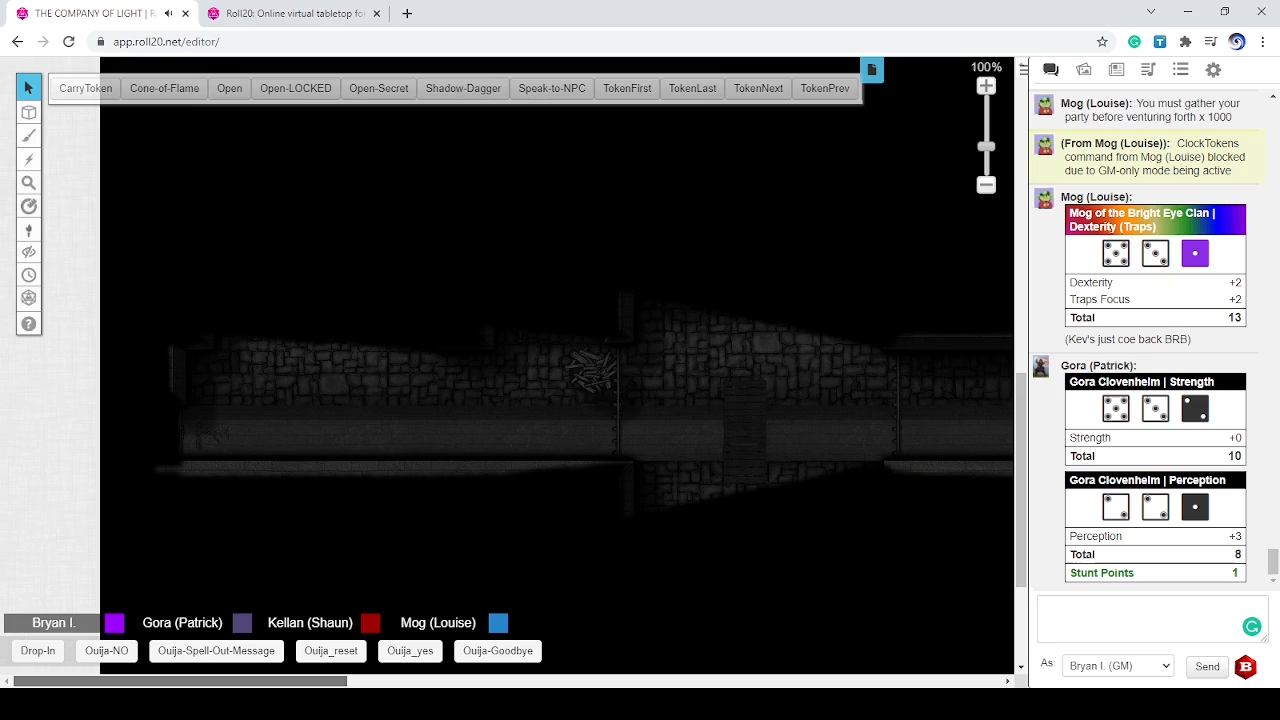 THE COMPANY OF LIGHT | R
Roll20: Online virtual tabletop for
app.roll20.net/editor/
CarryToken Cone-of-Flame Open Open-LOCKED Open-Secret Shadow-Danger Speak-to-NPC TokenFirst TokenLast TokenNext TokenPrev
100%
Mog (Louise): You must gather your
party before venturing forth x 1000
(From Mog (Louise)): ClockTokens
command from Mog (Louise) blocked
due to GM-only mode being active
Mog (Louise):
Mog of the Bright Eye Clan |
Dexterity (Traps)
Dexterity +2
Traps Focus +2
Total 13
(Kev's just coe back BRB)
Gora (Patrick):
Gora Clovenhelm | Strength
Strength +0
Total 10
Gora Clovenhelm | Perception
Perception +3
Total 8
Stunt Points 1
Bryan I. Gora (Patrick) Kellan (Shaun) Mog (Louise)
Drop-In Ouija-NO Ouija-Spell-Out-Message Ouija_reset Ouija_yes Ouija-Goodbye
As: Bryan I. (GM) Send B